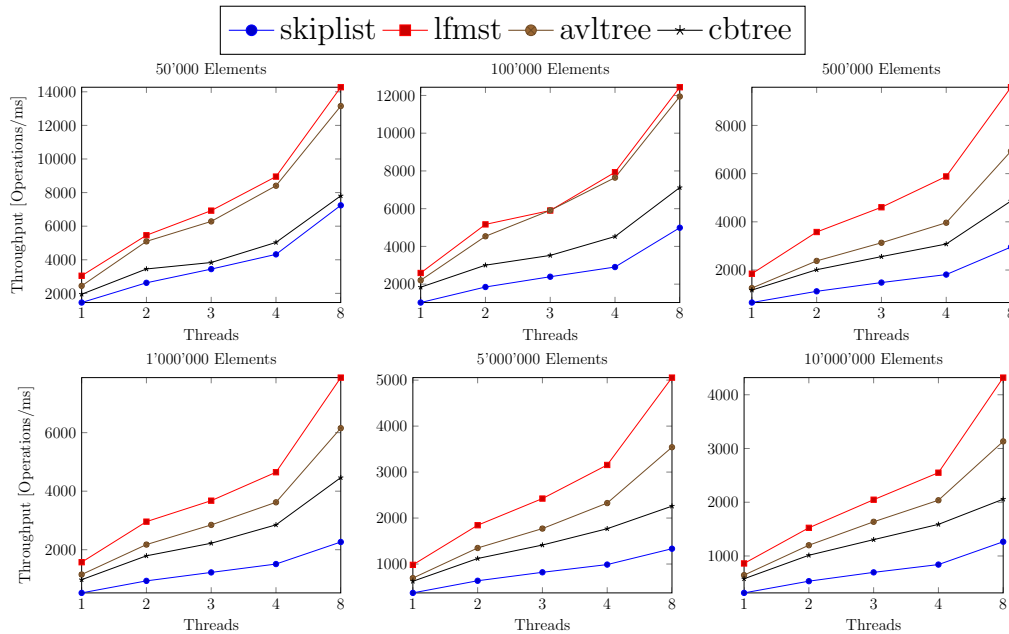 skiplist lfmst avltree cbtree
50'000 Elements
14000
12000
10000
8000
6000
4000
2000
Throughput [Operations/ms]
1 2 3 4 8
Threads
100'000 Elements
12000
10000
8000
6000
4000
2000
1 2 3 4 8
Threads
500'000 Elements
8000
6000
4000
2000
1 2 3 4 8
Threads
1'000'000 Elements
6000
4000
2000
Throughput [Operations/ms]
1 2 3 4 8
Threads
5'000'000 Elements
5000
4000
3000
2000
1000
1 2 3 4 8
Threads
10'000'000 Elements
4000
3000
2000
1000
1 2 3 4 8
Threads